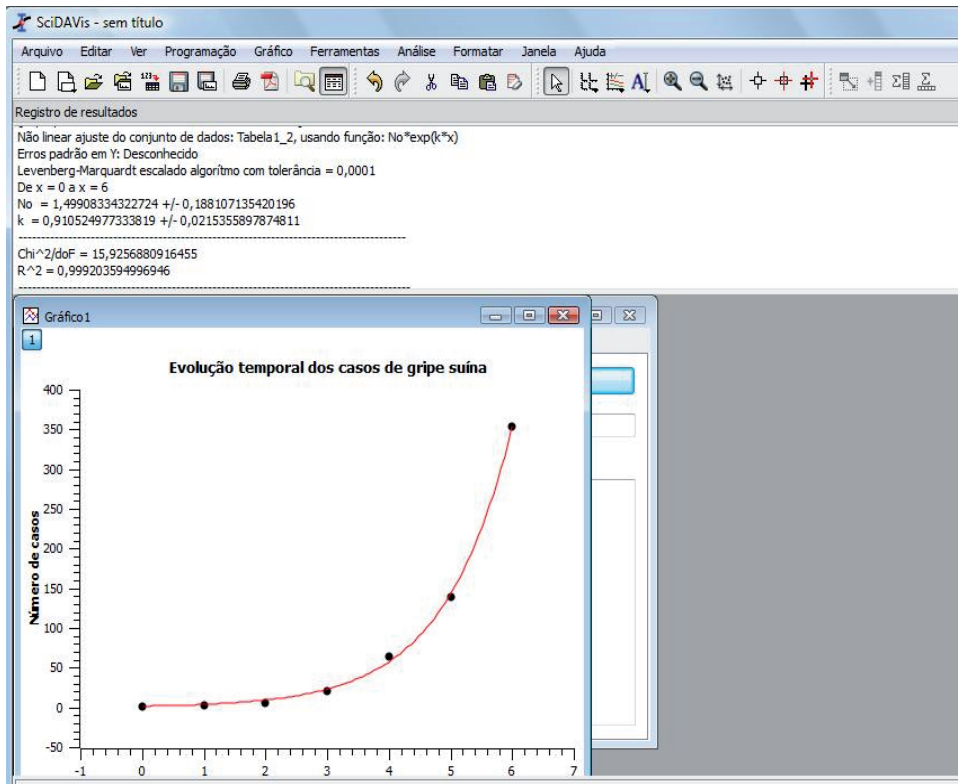 SciDAVis - sem título
Arquivo Editar Ver Programação Gráfico Ferramentas Análise Formatar Janela Ajuda
Registro de resultados
Não linear ajuste do conjunto de dados: Tabela1_2, usando função: No*exp(k*x)
Erros padrão em Y: Desconhecido
Levenberg-Marquardt escalado algorítmo com tolerância = 0,0001
De x = 0 a x = 6
No = 1,49908334322724 +/- 0,188107135420196
k = 0,910524977333819 +/- 0,0215355897874811
---------------------------------------------------------------------------------------
Chi^2/doF = 15,9256880916455
R^2 = 0,999203594996946
---------------------------------------------------------------------------------------
Gráfico1
1
Evolução temporal dos casos de gripe suína
Número de casos
400
350
300
250
200
150
100
50
0
-50
-1 0 1 2 3 4 5 6 7